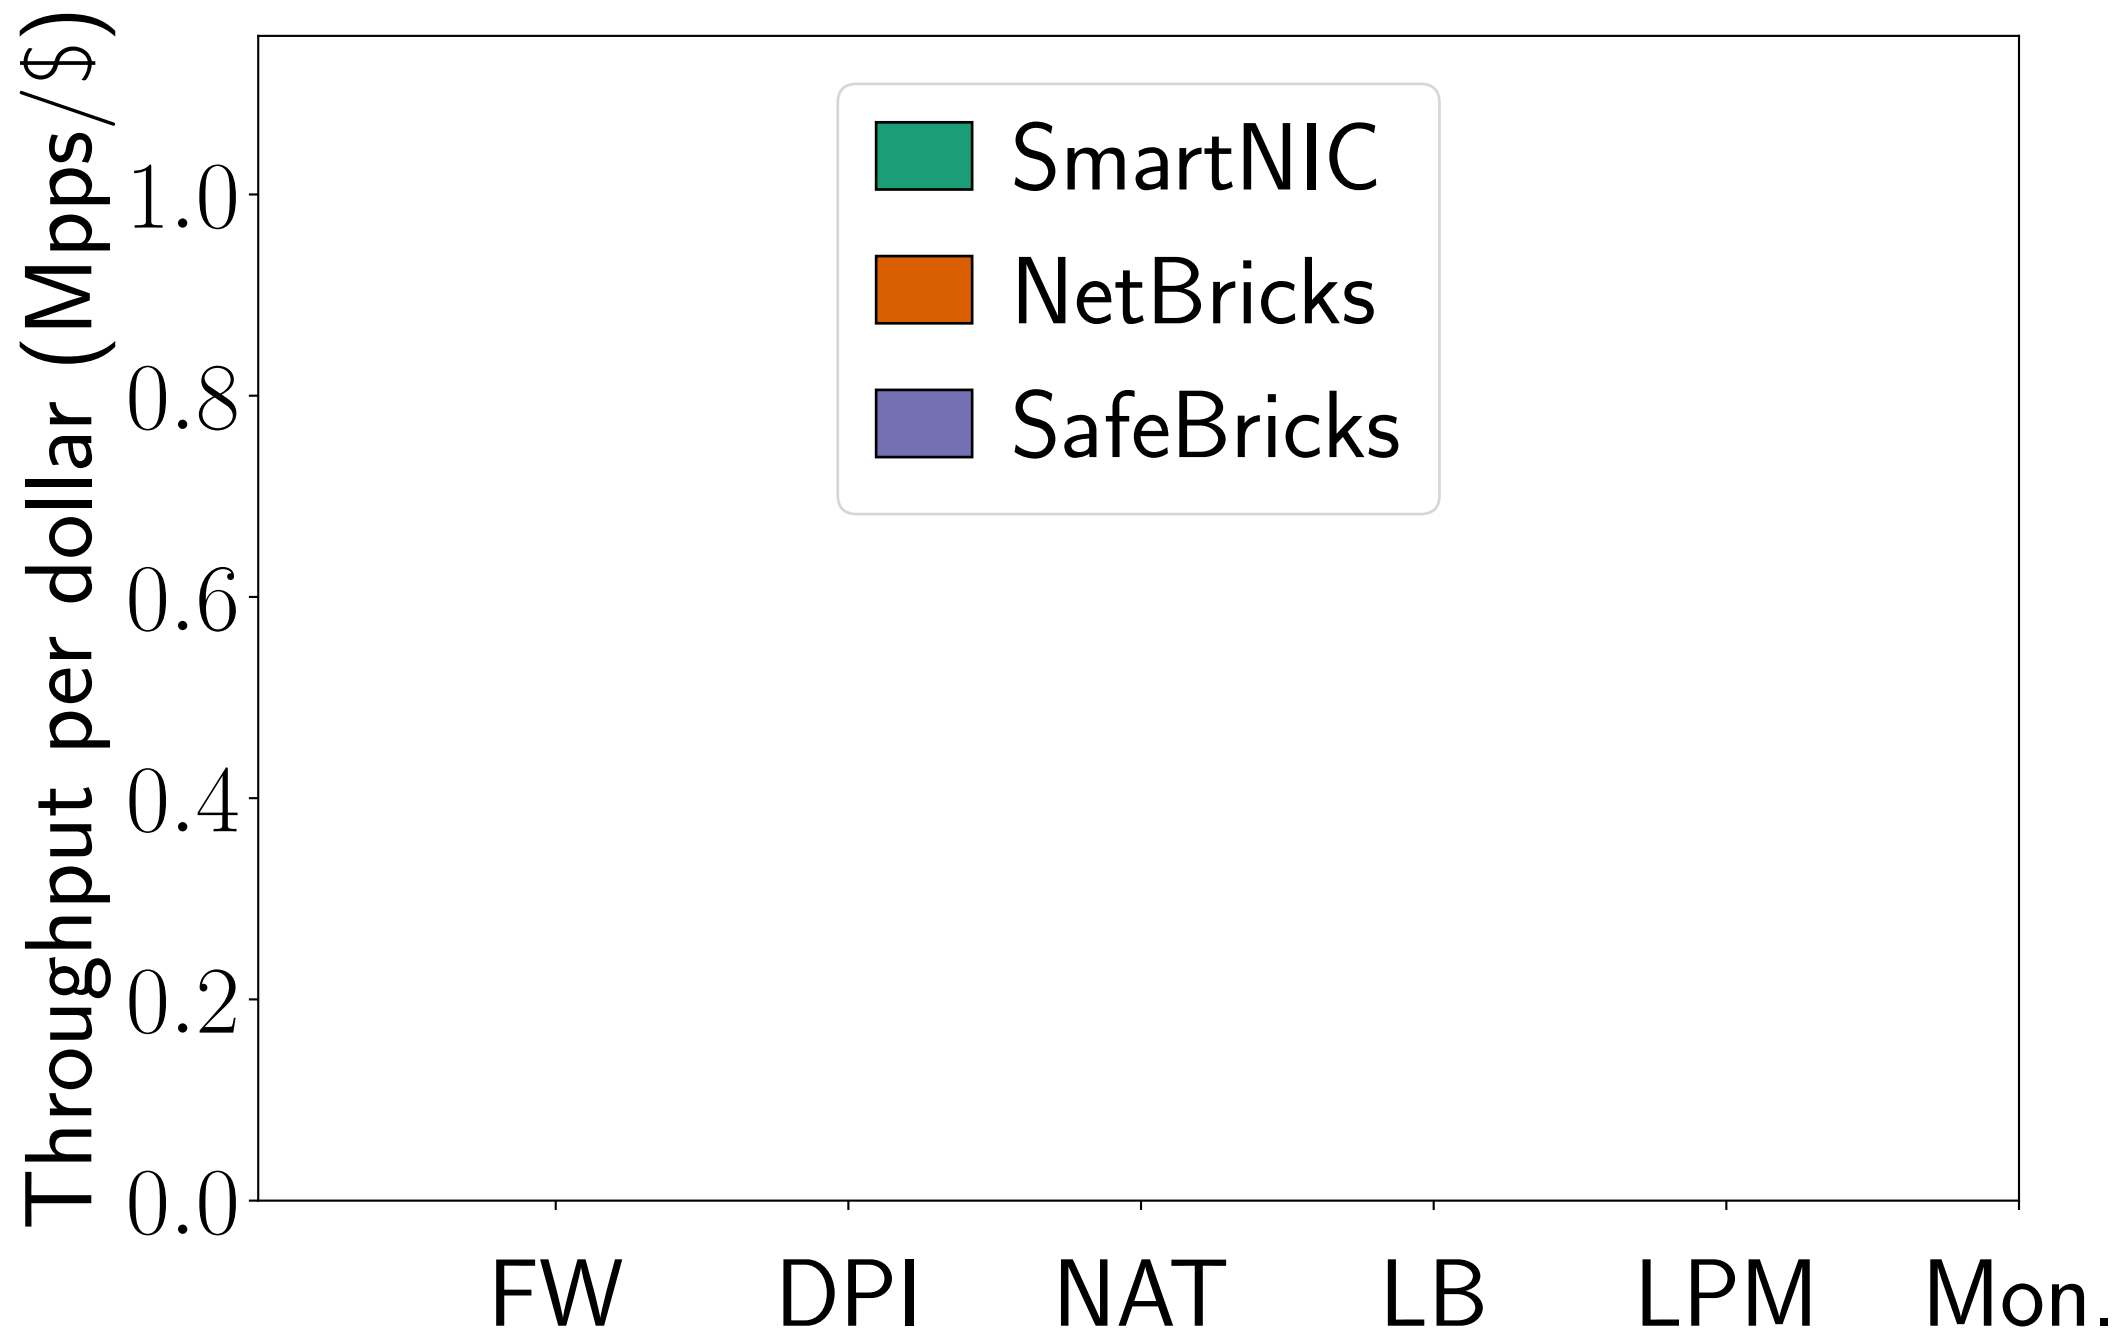 Throughput per dollar (Mpps/$)
1.0
0.8
0.6
0.4
0.2
0.0
SmartNIC
NetBricks
SafeBricks
FW DPI NAT LB LPM Mon.